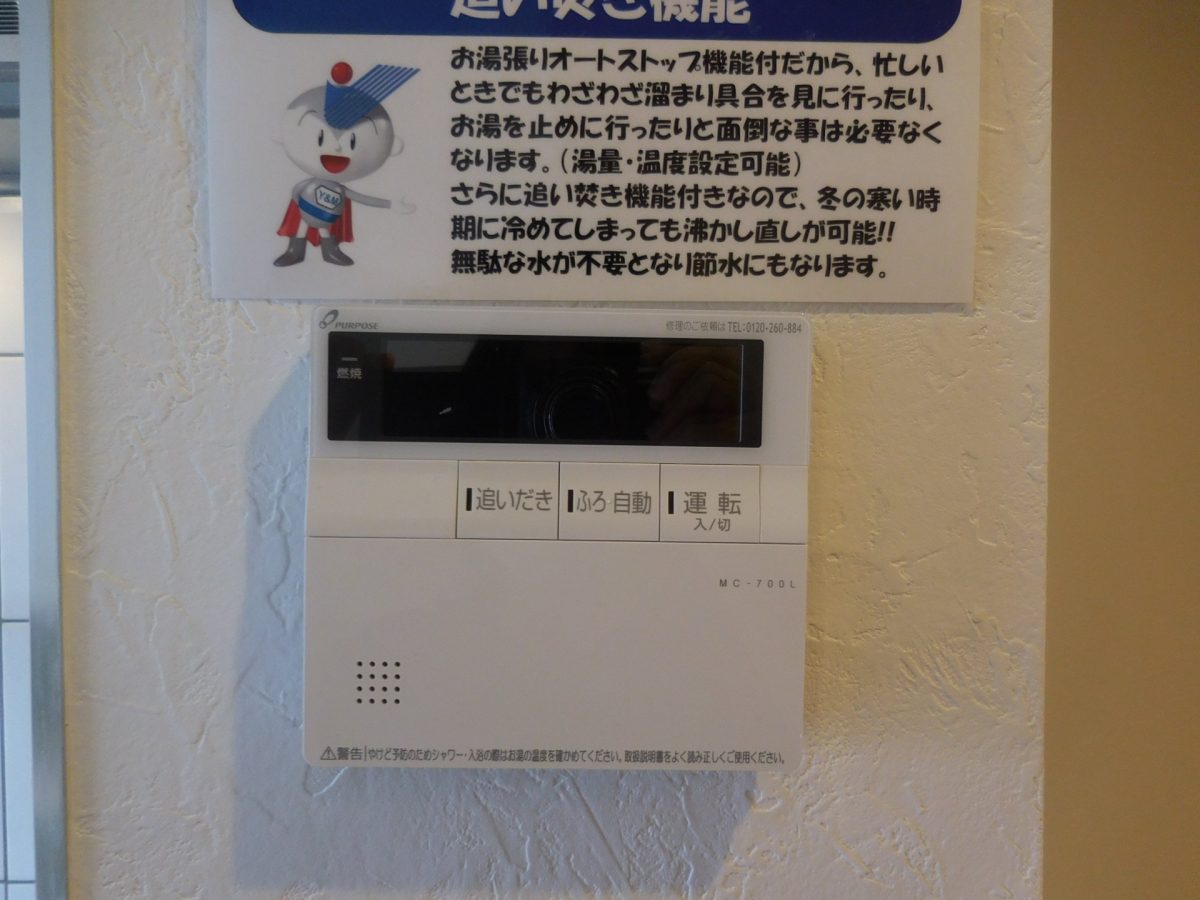 追い焚き機能
お湯張りオートストップ機能付だから、忙しい
ときでもわざわざ溜まり具合を見に行ったり、
お湯を止めに行ったりと面倒な事は必要なく
なります。(湯量・温度設定可能)
さらに追い焚き機能付きなので、冬の寒い時
期に冷めてしまっても沸かし直しが可能!!
無駄な水が不要となり節水にもなります。
Y&M
PURPOSE
修理のご依頼は TEL:0120-260-884
燃焼
追いだき
ふろ自動
運転
入/切
MC-700L
⚠警告 やけど予防のためシャワー・入浴の際はお湯の温度を確かめてください。取扱説明書をよく読み正しくご使用ください。